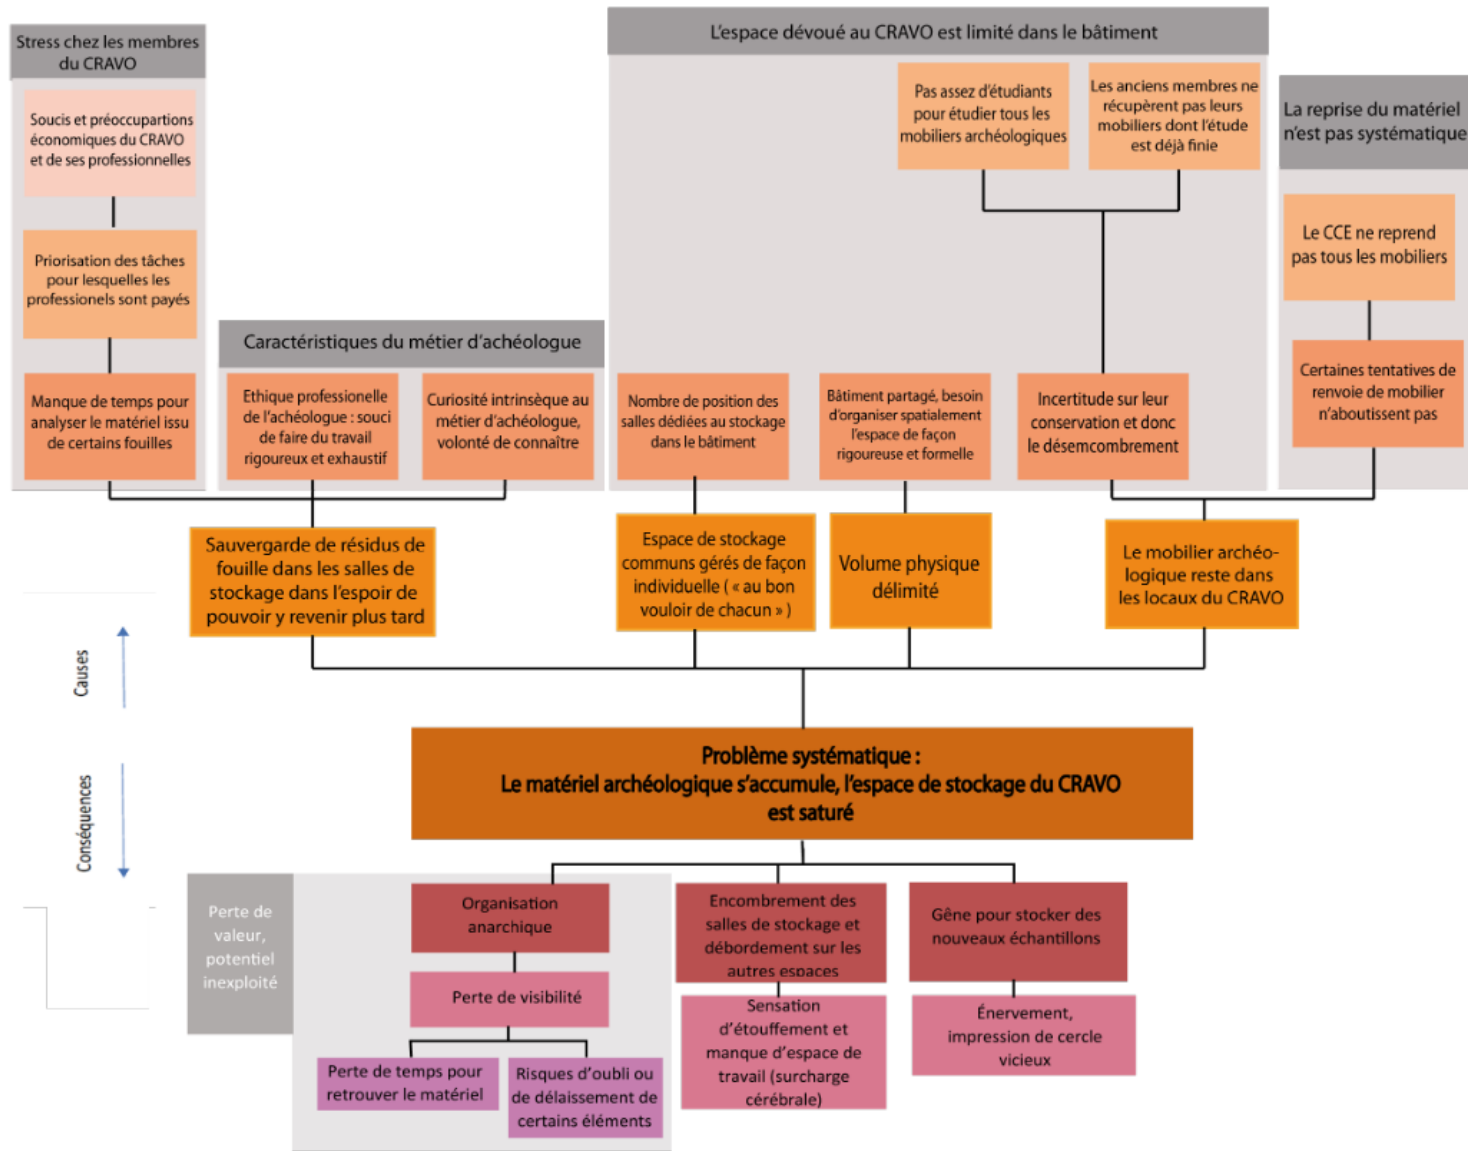 Stress chez les membres
du CRAVO
Soucis et préoccupartions
économiques du CRAVO
et de ses professionnelles
Priorisation des tâches
pour lesquelles les
professionels sont payés
Manque de temps pour
analyser le matériel issu
de certains fouilles
Caractéristiques du métier d'achéologue
Ethique professionelle
de l'achéologue : souci
de faire du travail
rigoureux et exhaustif
Curiosité intrinsèque au
métier d'achéologue,
volonté de connaître
L'espace dévoué au CRAVO est limité dans le bâtiment
Pas assez d'étudiants
pour étudier tous les
mobiliers archéologiques
Les anciens membres ne
récupèrent pas leurs
mobiliers dont l'étude
est déjà finie
Nombre de position des
salles dédiées au stockage
dans le bâtiment
Bâtiment partagé, besoin
d'organiser spatialement
l'espace de façon
rigoureuse et formelle
Incertitude sur leur
conservation et donc
le désemcombrement
La reprise du matériel
n'est pas systématique
Le CCE ne reprend
pas tous les mobiliers
Certaines tentatives de
renvoie de mobilier
n'aboutissent pas
Sauvergarde de résidus de
fouille dans les salles de
stockage dans l'espoir de
pouvoir y revenir plus tard
Espace de stockage
communs gérés de façon
individuelle ( « au bon
vouloir de chacun » )
Volume physique
délimité
Le mobilier archéo-
logique reste dans
les locaux du CRAVO
Causes
Conséquences
Problème systématique :
Le matériel archéologique s'accumule, l'espace de stockage du CRAVO
est saturé
Perte de
valeur,
potentiel
inexploité
Organisation
anarchique
Perte de visibilité
Perte de temps pour
retrouver le matériel
Risques d'oubli ou
de délaissement de
certains éléments
Encombrement des
salles de stockage et
débordement sur les
autres espaces
Sensation
d'étouffement et
manque d'espace de
travail (surcharge
cérébrale)
Gêne pour stocker des
nouveaux échantillons
Énervement,
impression de cercle
vicieux